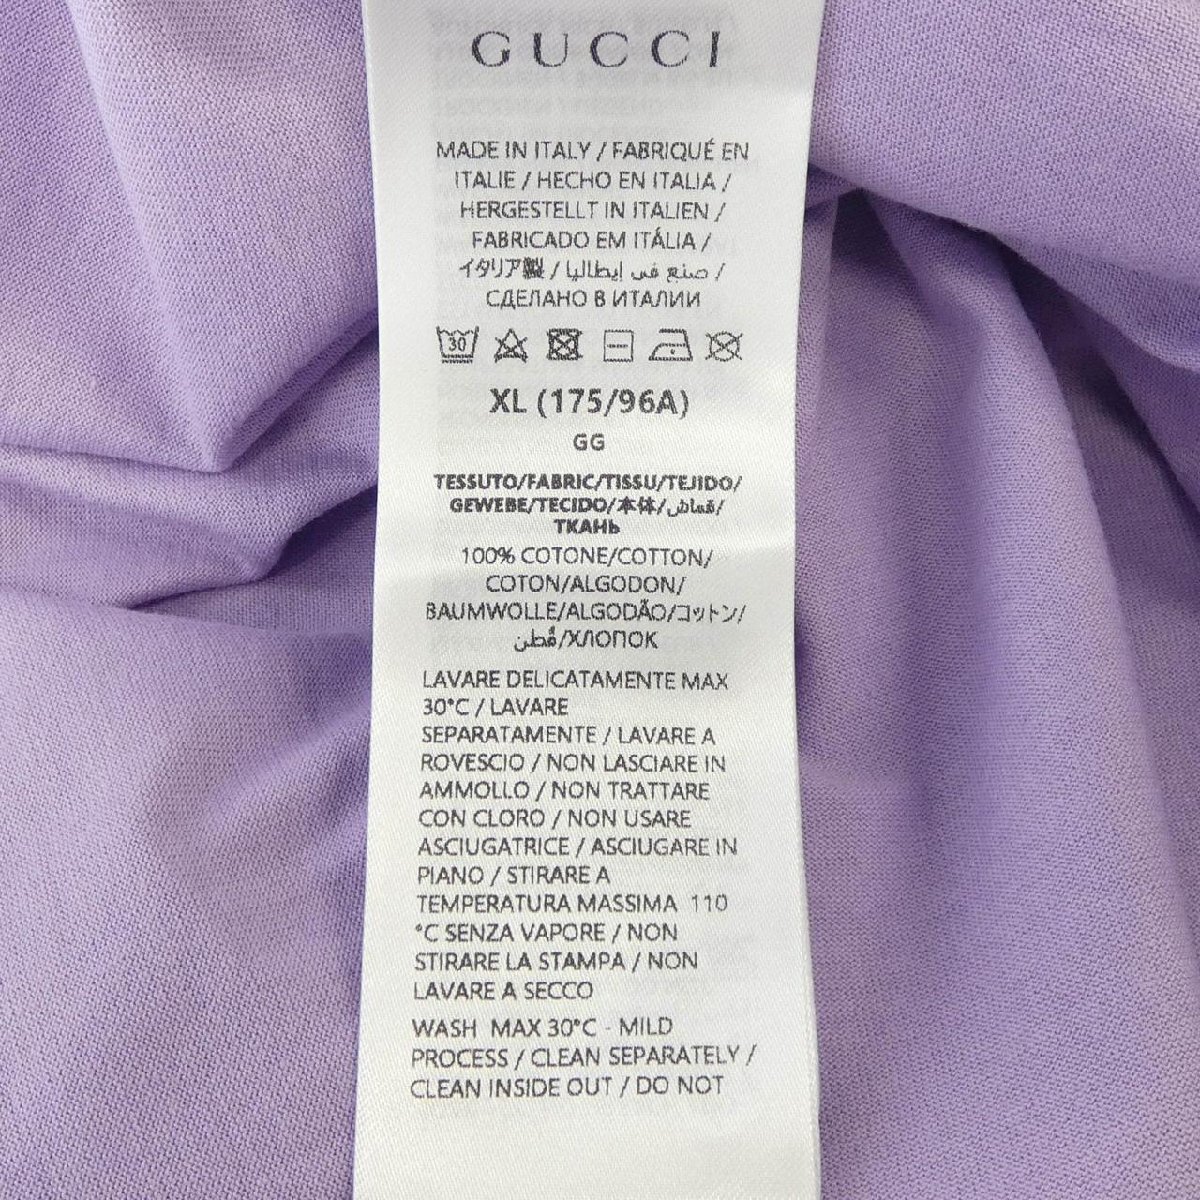 GUCCI
MADE IN ITALY / FABRIQUÉ EN
ITALIE / HECHO EN ITALIA /
HERGESTELLT IN ITALIEN /
FABRICADO EM ITÁLIA /
イタリア製 / صنع في إيطاليا /
СДЕЛАНО В ИТАЛИИ
30
XL (175/96A)
GG
TESSUTO/FABRIC/TISSU/TEJIDO/
GEWEBE/TECIDO/本体/قماش/
ТКАНЬ
100% COTONE/COTTON/
COTON/ALGODON/
BAUMWOLLE/ALGODÃO/コットン/
قُطن/ХЛОПОК
LAVARE DELICATAMENTE MAX
30°C / LAVARE
SEPARATAMENTE / LAVARE A
ROVESCIO / NON LASCIARE IN
AMMOLLO / NON TRATTARE
CON CLORO / NON USARE
ASCIUGATRICE / ASCIUGARE IN
PIANO / STIRARE A
TEMPERATURA MASSIMA 110
°C SENZA VAPORE / NON
STIRARE LA STAMPA / NON
LAVARE A SECCO
WASH MAX 30°C - MILD
PROCESS / CLEAN SEPARATELY /
CLEAN INSIDE OUT / DO NOT